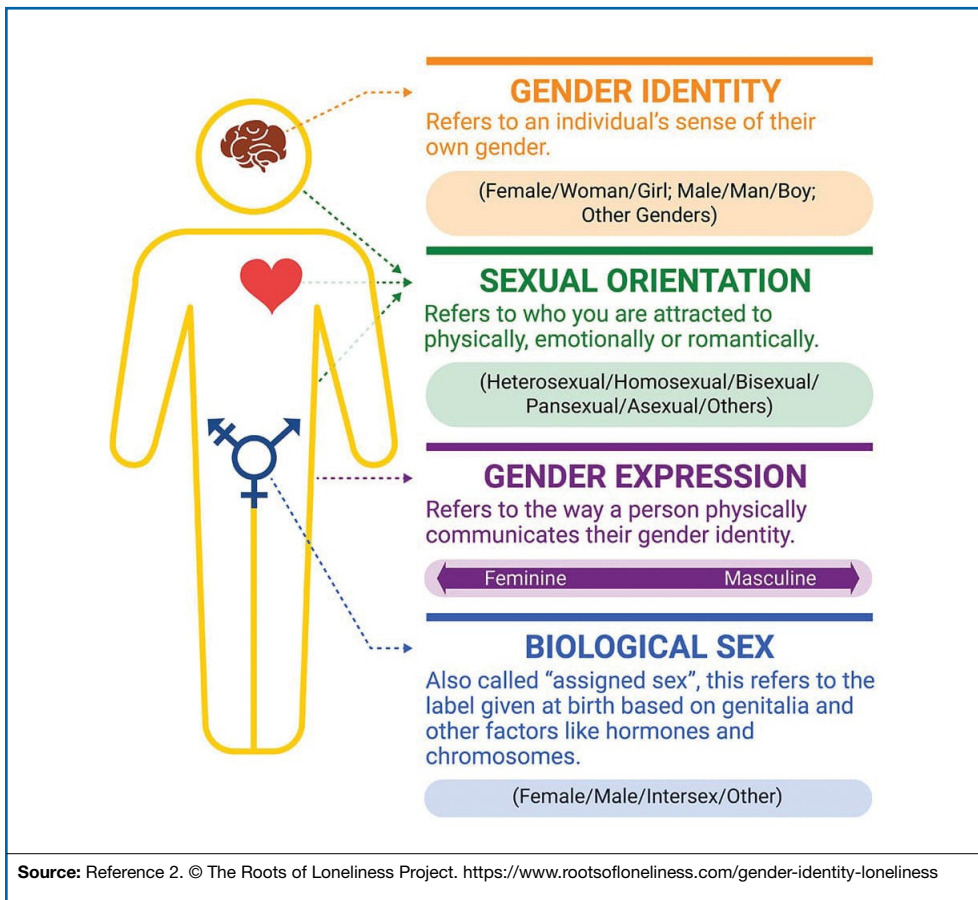 GENDER IDENTITY
Refers to an individual’s sense of their
own gender.
(Female/Woman/Girl; Male/Man/Boy;
Other Genders)
SEXUAL ORIENTATION
Refers to who you are attracted to
physically, emotionally or romantically.
(Heterosexual/Homosexual/Bisexual/
Pansexual/Asexual/Others)
GENDER EXPRESSION
Refers to the way a person physically
communicates their gender identity.
Feminine Masculine
BIOLOGICAL SEX
Also called “assigned sex”, this refers to the
label given at birth based on genitalia and
other factors like hormones and
chromosomes.
(Female/Male/Intersex/Other)
Source: Reference 2. © The Roots of Loneliness Project. https://www.rootsofloneliness.com/gender-identity-loneliness